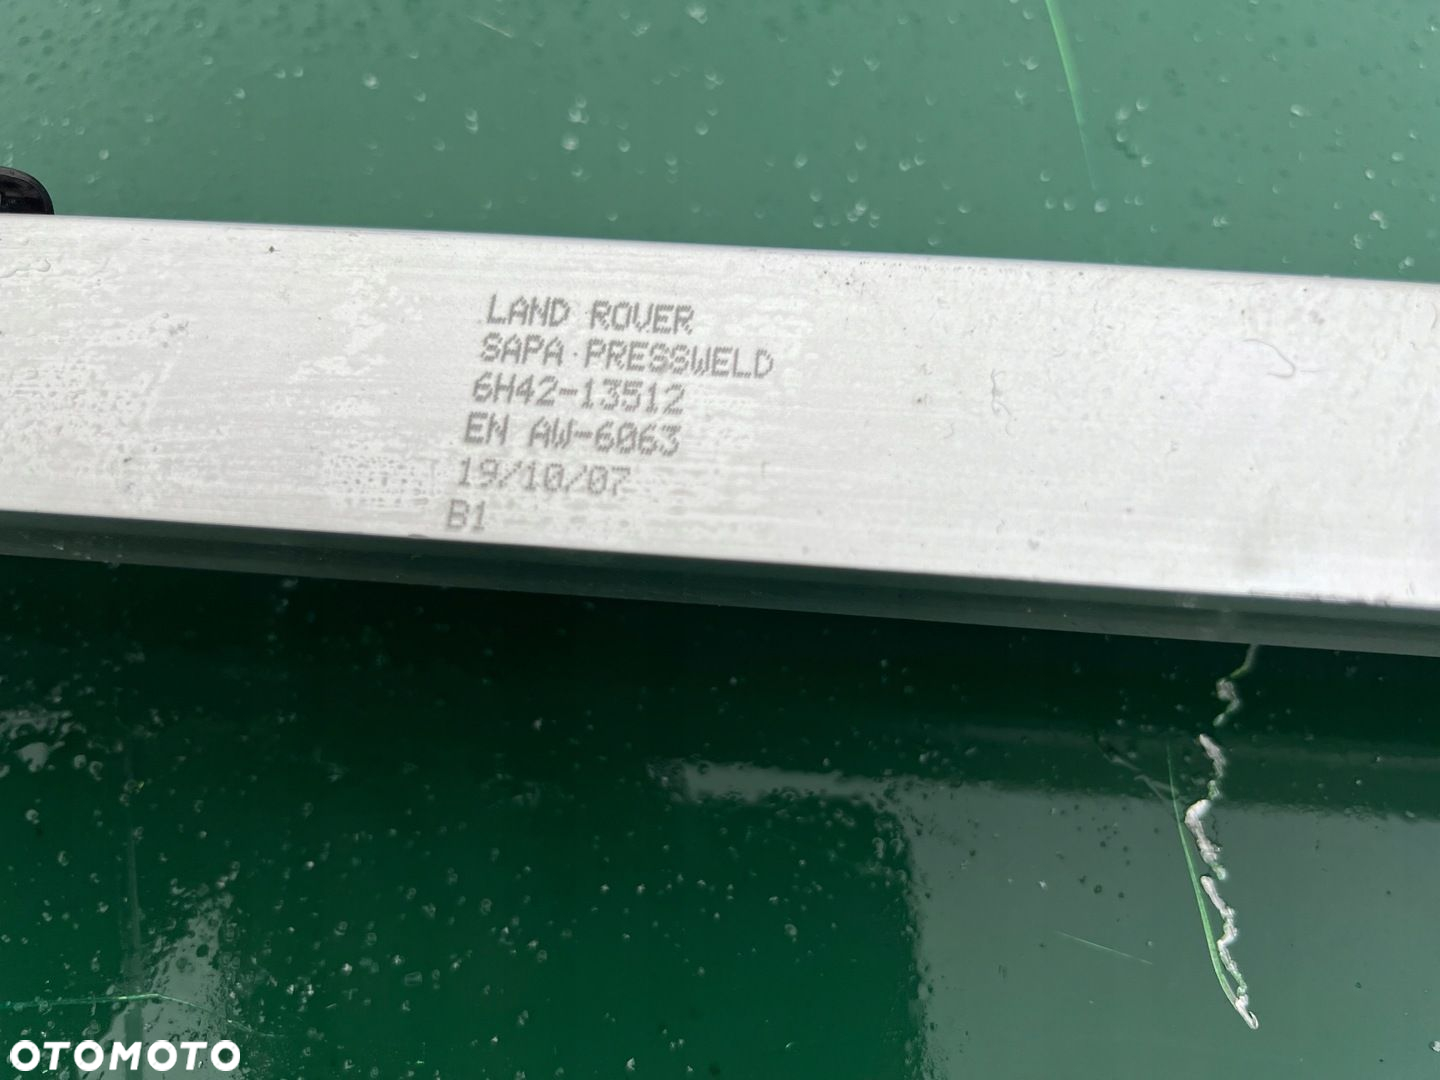 LAND ROVER
SAPA PRESSWELD
6H42-13512
EN AW-6063
19/10/07
B1
OTOMOTO